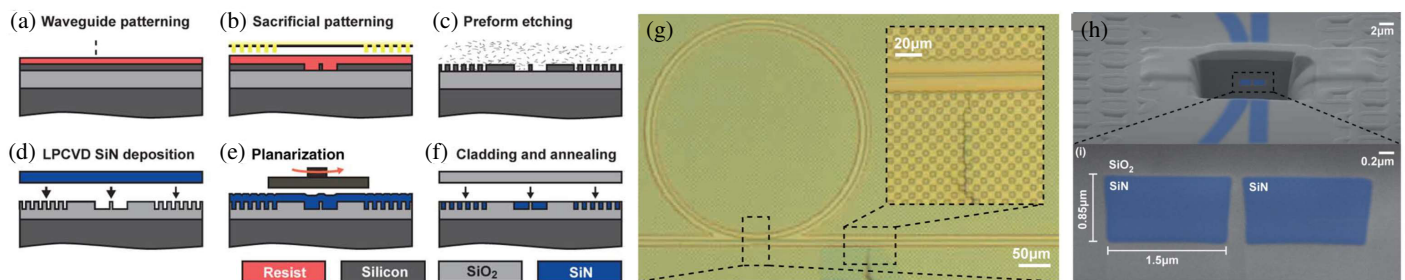 (a) Waveguide patterning
(b) Sacrificial patterning
(c) Preform etching
(d) LPCVD SiN deposition
(e) Planarization
(f) Cladding and annealing
Resist
Silicon
SiO2
SiN
(g)
20μm
50μm
(h)
2μm
(i)
0.2μm
SiO2
SiN
SiN
0.85μm
1.5μm